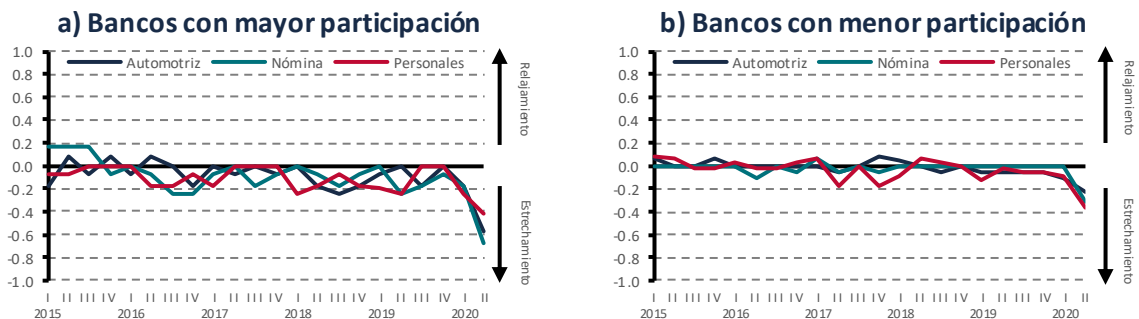 a) Bancos con mayor participación
1.0
0.8
0.6
0.4
0.2
0.0
-0.2
-0.4
-0.6
-0.8
-1.0
Automotriz Nómina Personales
Relajamiento
Estrechamiento
I II III IV I II III IV I II III IV I II III IV I II III IV I II
2015 2016 2017 2018 2019 2020
b) Bancos con menor participación
1.0
0.8
0.6
0.4
0.2
0.0
-0.2
-0.4
-0.6
-0.8
-1.0
Automotriz Nómina Personales
Relajamiento
Estrechamiento
I II III IV I II III IV I II III IV I II III IV I II III IV I II
2015 2016 2017 2018 2019 2020